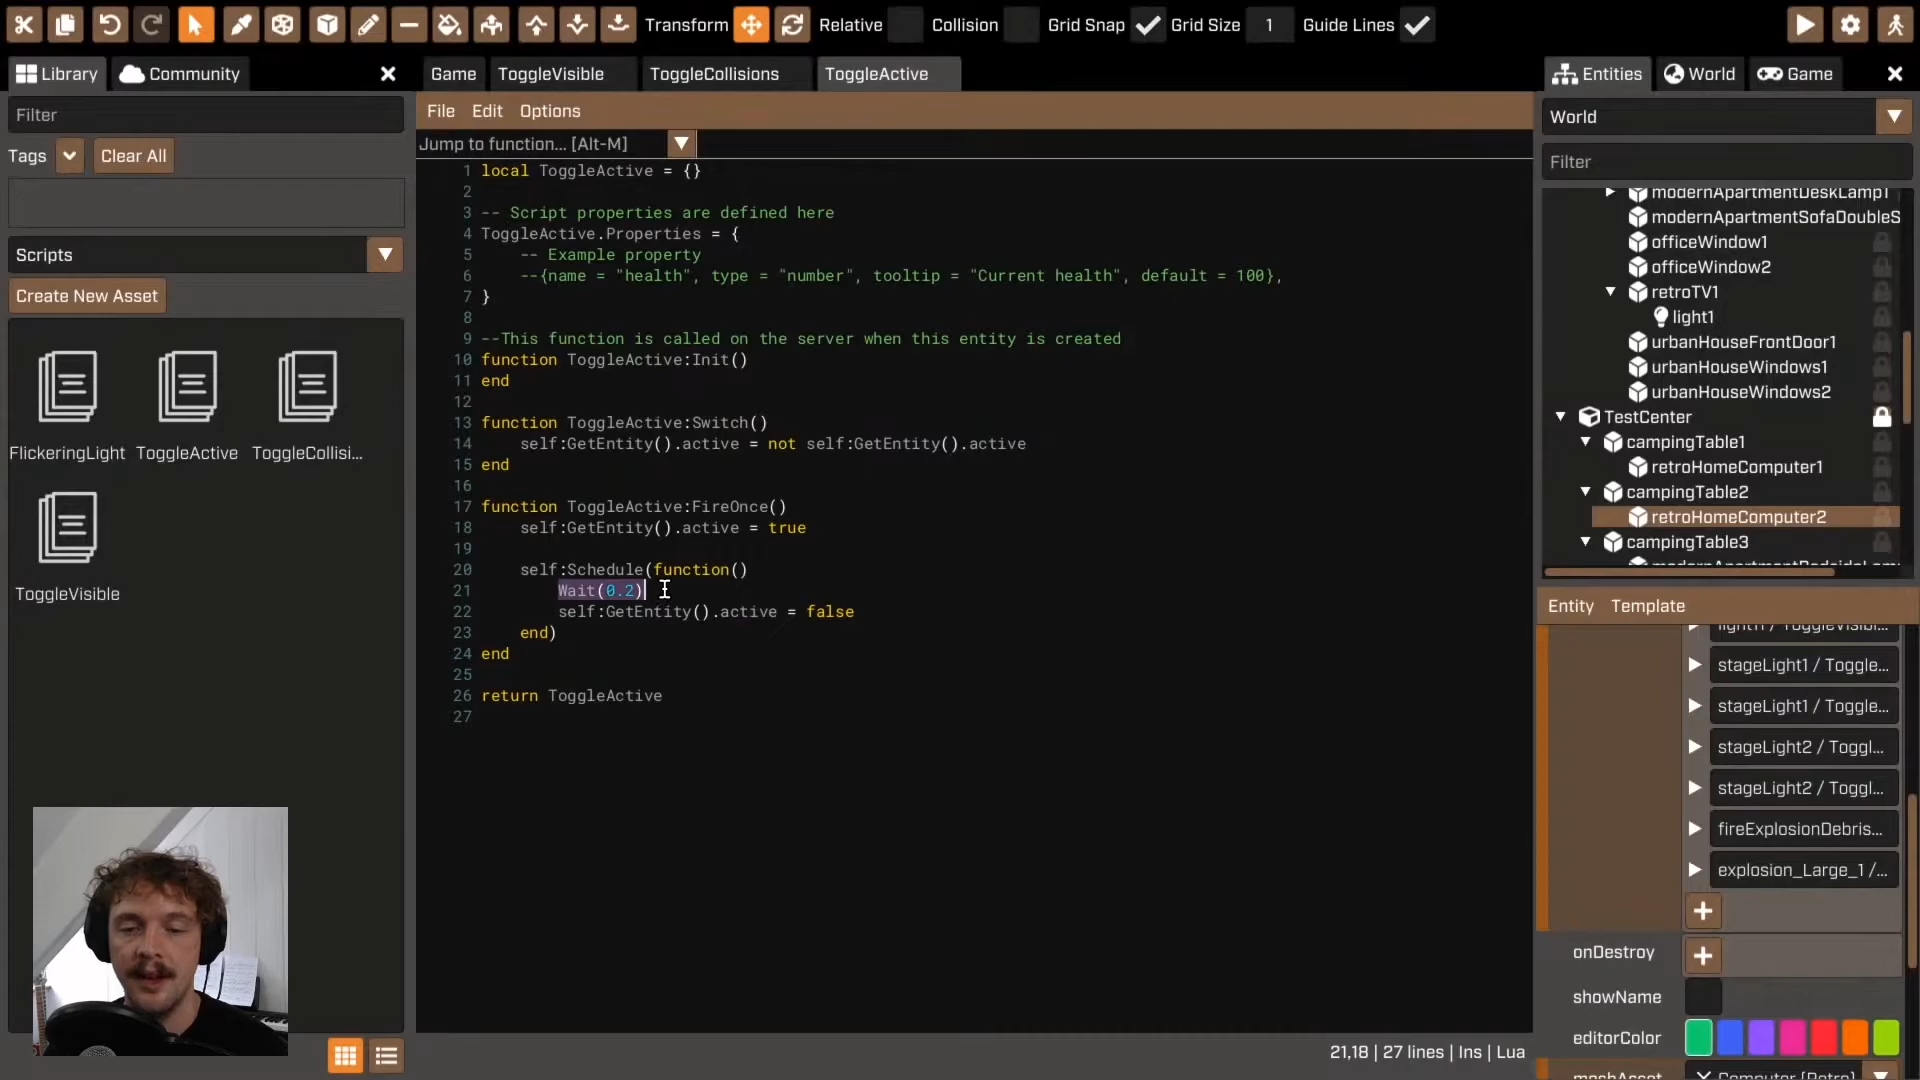 Transform
Relative
Collision
Grid Snap
Grid Size
1
Guide Lines
Library
Community
Game
ToggleVisible
ToggleCollisions
ToggleActive
Entities
World
Game
Filter
Tags
Clear All
Scripts
Create New Asset
FlickeringLight
ToggleActive
ToggleCollisi...
ToggleVisible
File
Edit
Options
Jump to function... [Alt-M]
1 local ToggleActive = {}
2
3 -- Script properties are defined here
4 ToggleActive.Properties = {
5 -- Example property
6 --{name = "health", type = "number", tooltip = "Current health", default = 100},
7 }
8
9 --This function is called on the server when this entity is created
10 function ToggleActive:Init()
11 end
12
13 function ToggleActive:Switch()
14 self:GetEntity().active = not self:GetEntity().active
15 end
16
17 function ToggleActive:FireOnce()
18 self:GetEntity().active = true
19
20 self:Schedule(function()
21 Wait(0.2)
22 self:GetEntity().active = false
23 end)
24 end
25
26 return ToggleActive
27
21,18 | 27 lines | Ins | Lua
World
Filter
modernApartmentDeskLamp1
modernApartmentSofaDoubleS
officeWindow1
officeWindow2
retroTV1
light1
urbanHouseFrontDoor1
urbanHouseWindows1
urbanHouseWindows2
TestCenter
campingTable1
retroHomeComputer1
campingTable2
retroHomeComputer2
campingTable3
Entity
Template
stageLight1 / Toggle...
stageLight1 / Toggle...
stageLight2 / Toggl...
stageLight2 / Toggl...
fireExplosionDebris...
explosion_Large_1 /...
onDestroy
showName
editorColor